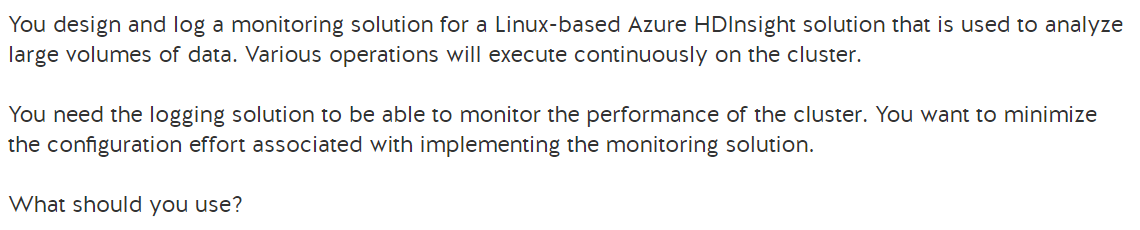 You design and log a monitoring solution for a Linux-based Azure HDInsight solution that is used to analyze
large volumes of data. Various operations will execute continuously on the cluster.
You need the logging solution to be able to monitor the performance of the cluster. You want to minimize
the configuration effort associated with implementing the monitoring solution.
What should you use?